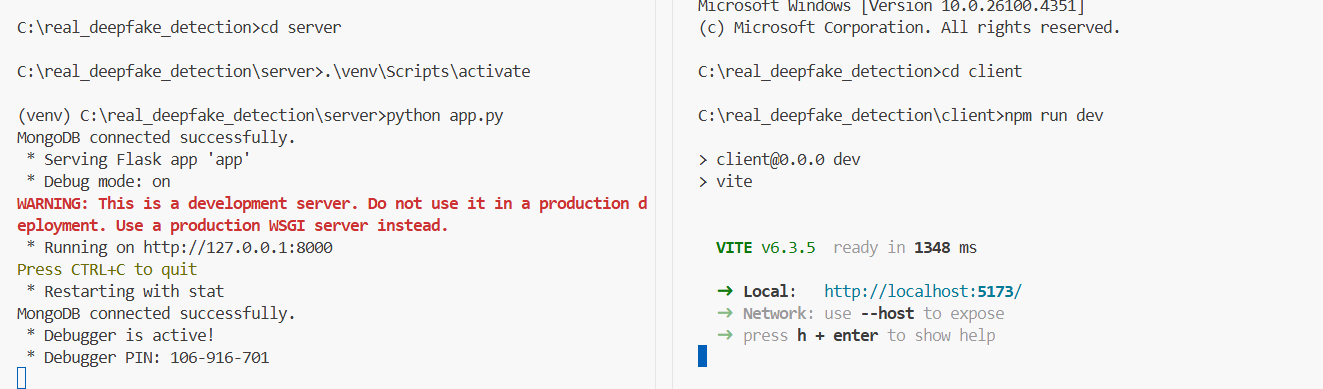 C:\real_deepfake_detection>cd server
C:\real_deepfake_detection\server>.\venv\Scripts\activate
(venv) C:\real_deepfake_detection\server>python app.py
MongoDB connected successfully.
 * Serving Flask app 'app'
 * Debug mode: on
WARNING: This is a development server. Do not use it in a production d
eployment. Use a production WSGI server instead.
 * Running on http://127.0.0.1:8000
Press CTRL+C to quit
 * Restarting with stat
MongoDB connected successfully.
 * Debugger is active!
 * Debugger PIN: 106-916-701
Microsoft Windows [Version 10.0.26100.4351]
(c) Microsoft Corporation. All rights reserved.
C:\real_deepfake_detection>cd client
C:\real_deepfake_detection\client>npm run dev
> client@0.0.0 dev
> vite
VITE v6.3.5  ready in 1348 ms
➜ Local:   http://localhost:5173/
➜ Network: use --host to expose
➜ press h + enter to show help